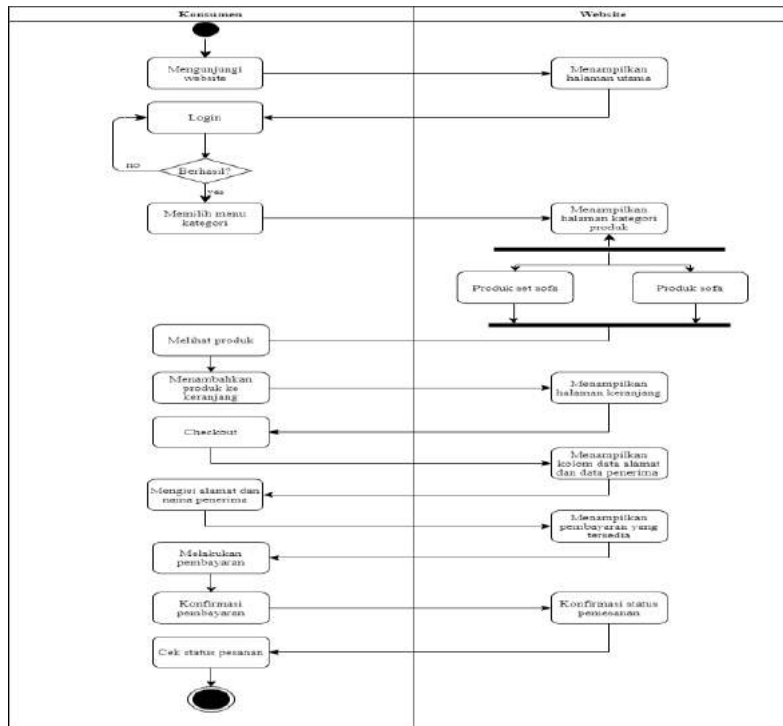 Konsumen
Website
Mengunjungi
website
Menampilkan
halaman utama
Login
no
Berhasil?
yes
Memilih menu
kategori
Menampilkan
halaman kategori
produk
Produk set sofa
Produk sofa
Melihat produk
Menambahkan
produk ke
keranjang
Menampilkan
halaman keranjang
Checkout
Menampilkan
kolom data alamat
dan data penerima
Mengisi alamat dan
nama penerima
Menampilkan
pembayaran yang
tersedia
Melakukan
pembayaran
Konfirmasi
pembayaran
Konfirmasi status
pemesanan
Cek status pesanan